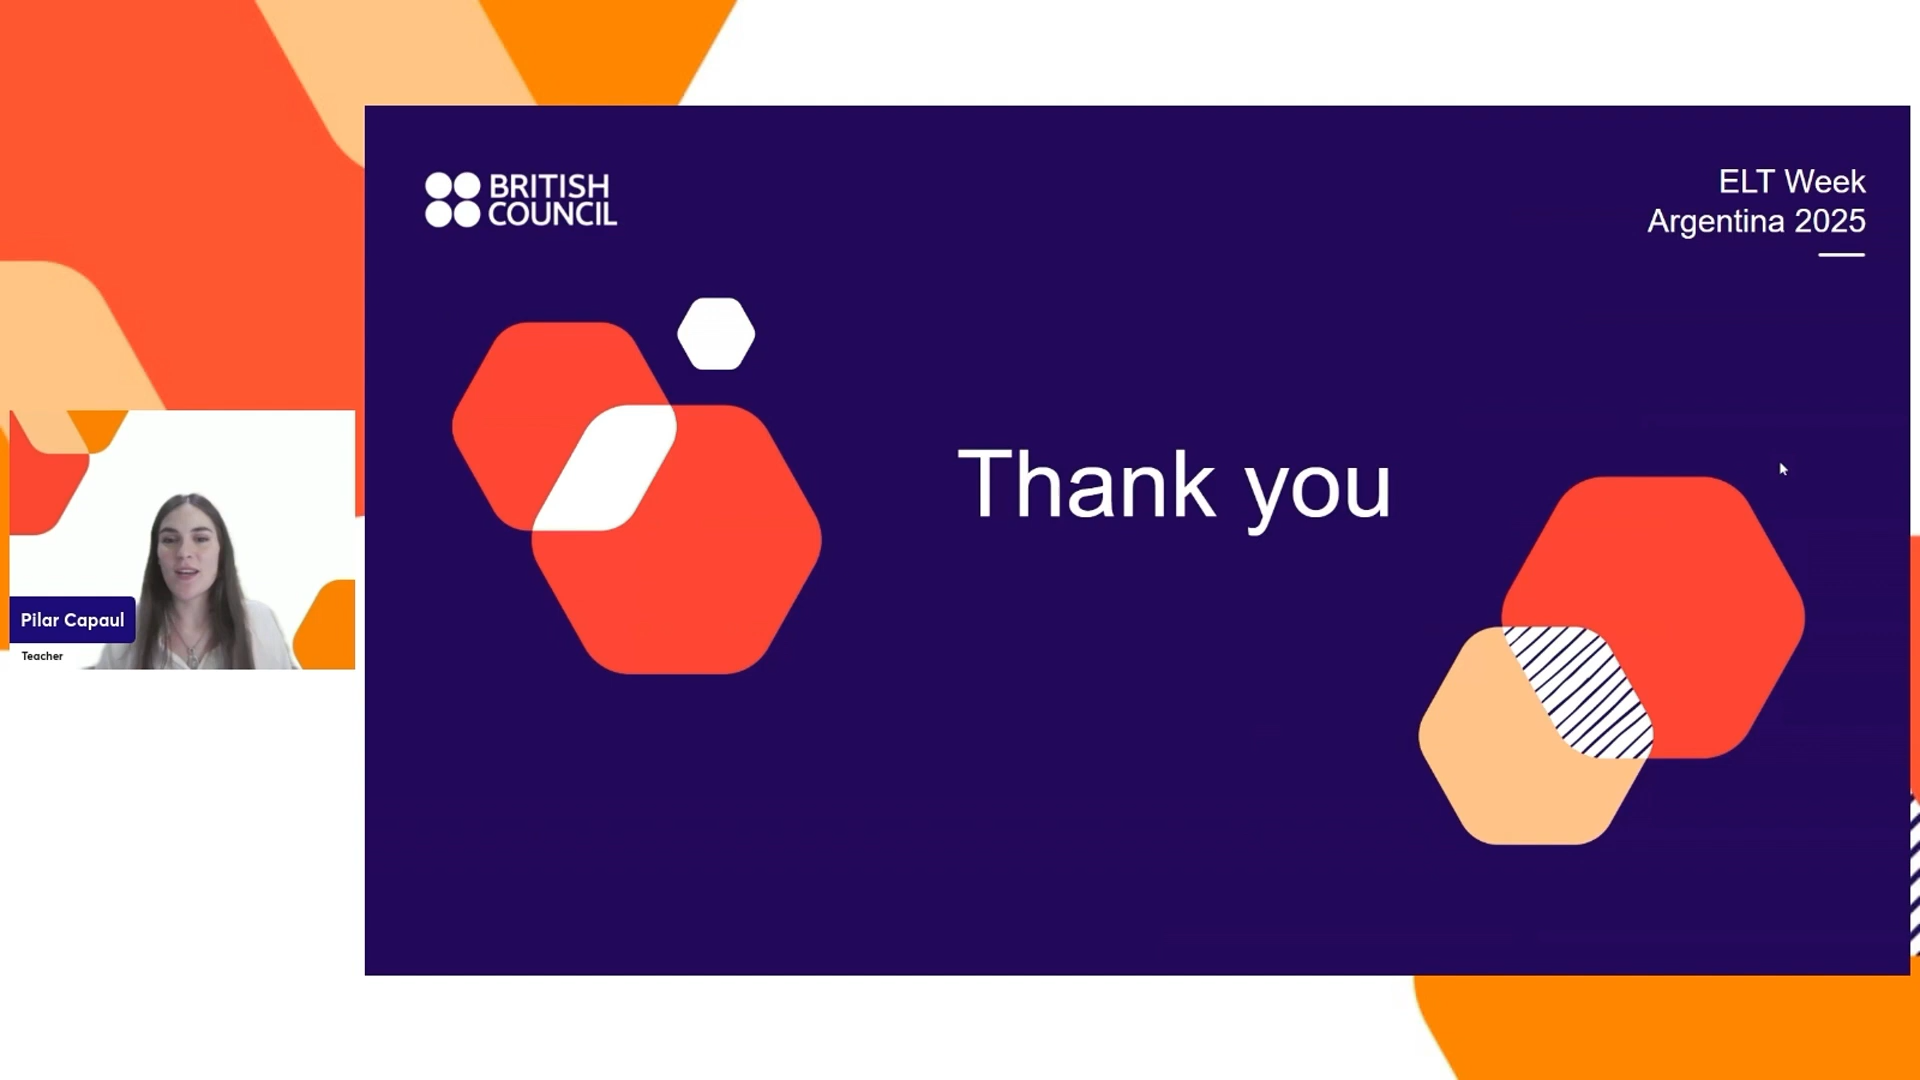 BRITISH
COUNCIL
ELT Week
Argentina 2025
Thank you
Pilar Capaul
Teacher